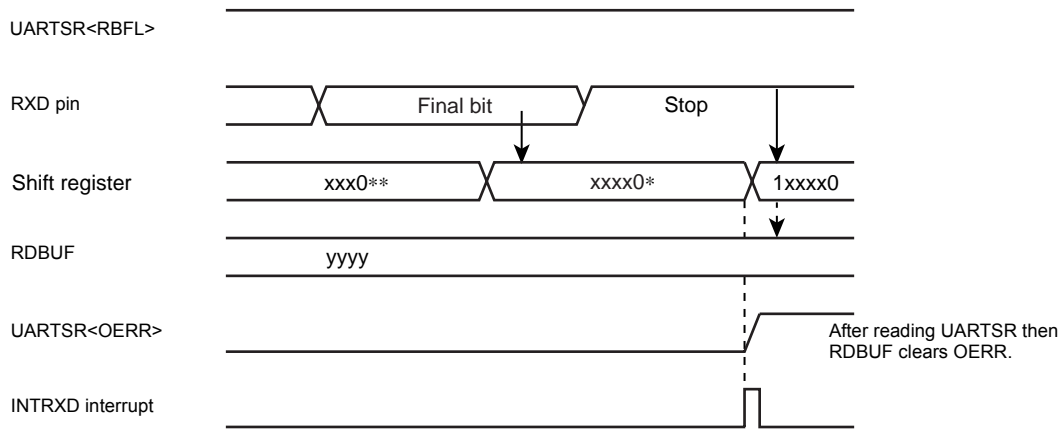 UARTSR<RBFL>
RXD pin
Final bit
Stop
Shift register
xxx0**
xxxx0*
1xxxx0
RDBUF
yyyy
UARTSR<OERR>
After reading UARTSR then
RDBUF clears OERR.
INTRXD interrupt